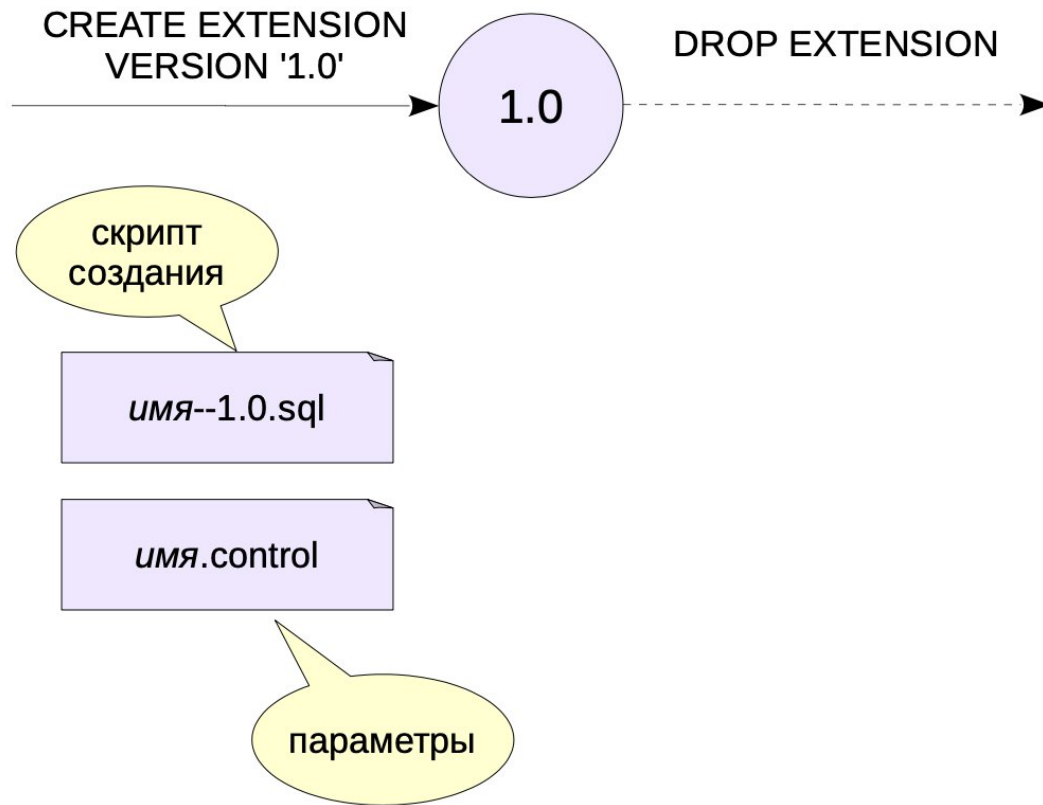 CREATE EXTENSION
VERSION '1.0'
1.0
DROP EXTENSION
скрипт
создания
имя--1.0.sql
имя.control
параметры